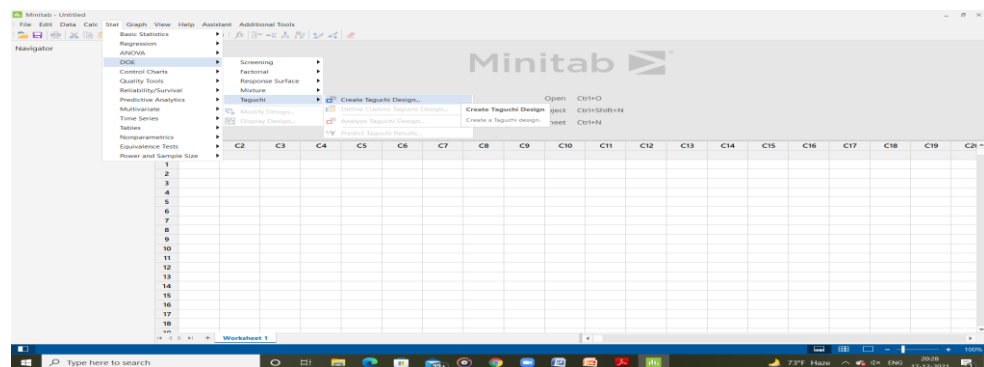 Minitab - Untitled
File Edit Data Calc Stat Graph View Help Assistant Additional Tools
Navigator
Basic Statistics
Regression
ANOVA
DOE
Control Charts
Quality Tools
Reliability/Survival
Predictive Analytics
Multivariate
Time Series
Tables
Nonparametrics
Equivalence Tests
Power and Sample Size
Screening
Factorial
Response Surface
Mixture
Taguchi
Modify Design...
Display Design...
Create Taguchi Design...
Define Custom Taguchi Design...
Analyze Taguchi Design...
Predict Taguchi Results...
Create Taguchi Design
Create a Taguchi design.
Minitab
Open Ctrl+O
Ctrl+Shift+N
Ctrl+N
C2 C3 C4 C5 C6 C7 C8 C9 C10 C11 C12 C13 C14 C15 C16 C17 C18 C19
1
2
3
4
5
6
7
8
9
10
11
12
13
14
15
16
17
18
Worksheet 1
100%
Type here to search
73°F Haze
ENG
20:28
17-12-2021